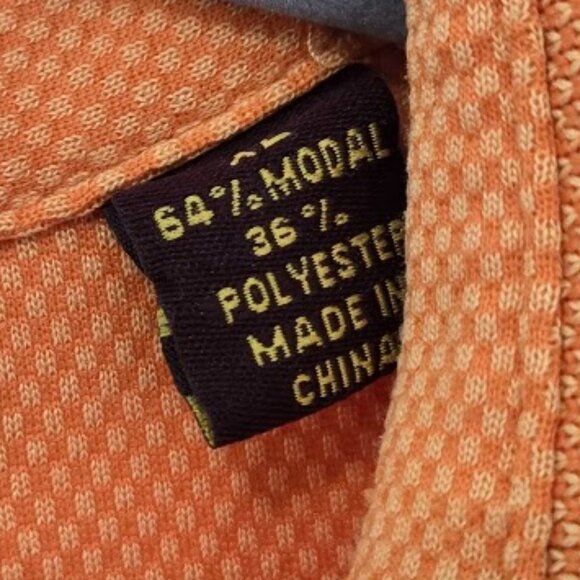 64% MODAL
36%
POLYESTER
MADE IN
CHINA